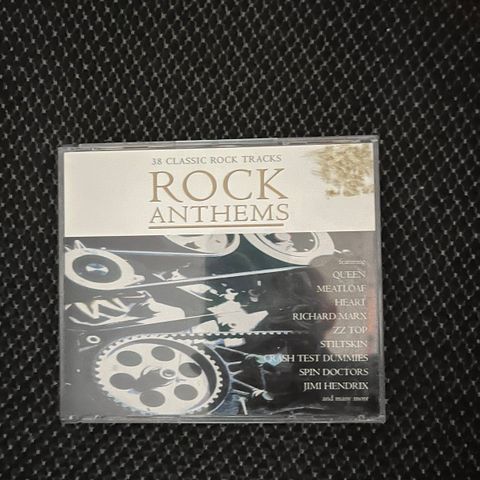 38 CLASSIC ROCK TRACKS
ROCK
ANTHEMS
featuring
QUEEN
MEATLOAF
HEART
RICHARD MARX
ZZ TOP
STILTSKIN
CRASH TEST DUMMIES
SPIN DOCTORS
JIMI HENDRIX
and many more